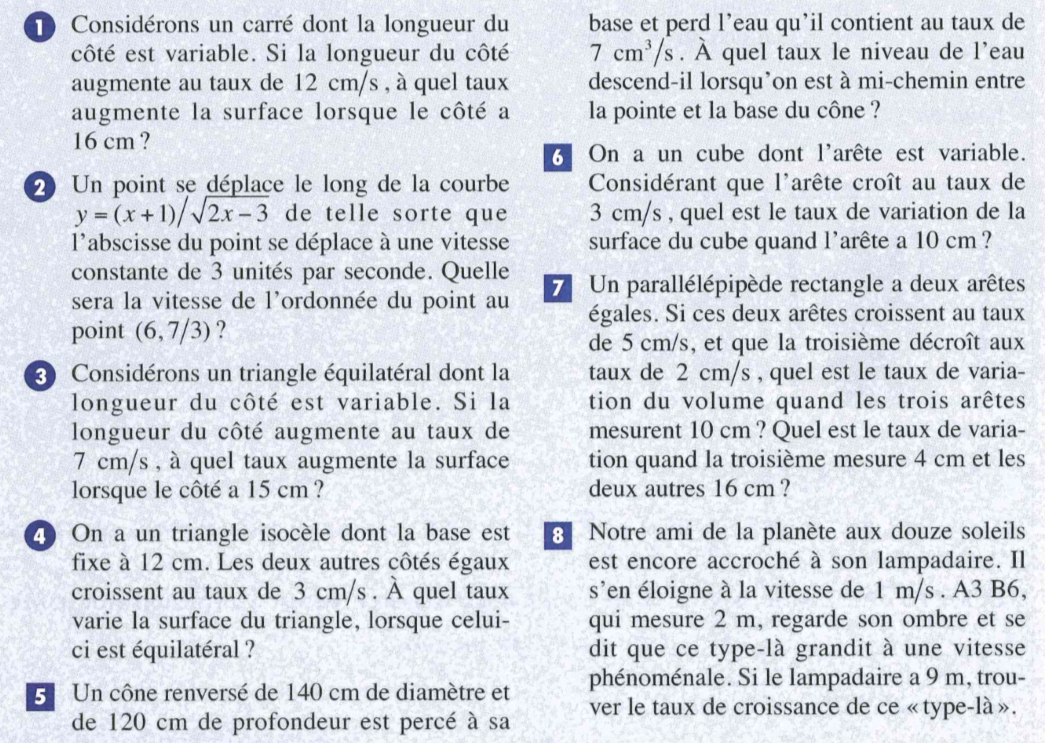 1 Considérons un carré dont la longueur du
côté est variable. Si la longueur du côté
augmente au taux de 12 cm/s, à quel taux
augmente la surface lorsque le côté a
16 cm ?
2 Un point se déplace le long de la courbe
y = (x + 1)/√(2x – 3) de telle sorte que
l'abscisse du point se déplace à une vitesse
constante de 3 unités par seconde. Quelle
sera la vitesse de l'ordonnée du point au
point (6, 7/3) ?
3 Considérons un triangle équilatéral dont la
longueur du côté est variable. Si la
longueur du côté augmente au taux de
7 cm/s, à quel taux augmente la surface
lorsque le côté a 15 cm ?
4 On a un triangle isocèle dont la base est
fixe à 12 cm. Les deux autres côtés égaux
croissent au taux de 3 cm/s. À quel taux
varie la surface du triangle, lorsque celui-
ci est équilatéral ?
5 Un cône renversé de 140 cm de diamètre et
de 120 cm de profondeur est percé à sa
base et perd l'eau qu'il contient au taux de
7 cm³/s. À quel taux le niveau de l'eau
descend-il lorsqu'on est à mi-chemin entre
la pointe et la base du cône ?
6 On a un cube dont l'arête est variable.
Considérant que l'arête croît au taux de
3 cm/s, quel est le taux de variation de la
surface du cube quand l'arête a 10 cm ?
7 Un parallélépipède rectangle a deux arêtes
égales. Si ces deux arêtes croissent au taux
de 5 cm/s, et que la troisième décroît aux
taux de 2 cm/s, quel est le taux de varia-
tion du volume quand les trois arêtes
mesurent 10 cm ? Quel est le taux de varia-
tion quand la troisième mesure 4 cm et les
deux autres 16 cm ?
8 Notre ami de la planète aux douze soleils
est encore accroché à son lampadaire. Il
s'en éloigne à la vitesse de 1 m/s. A3 B6,
qui mesure 2 m, regarde son ombre et se
dit que ce type-là grandit à une vitesse
phénoménale. Si le lampadaire a 9 m, trou-
ver le taux de croissance de ce « type-là ».